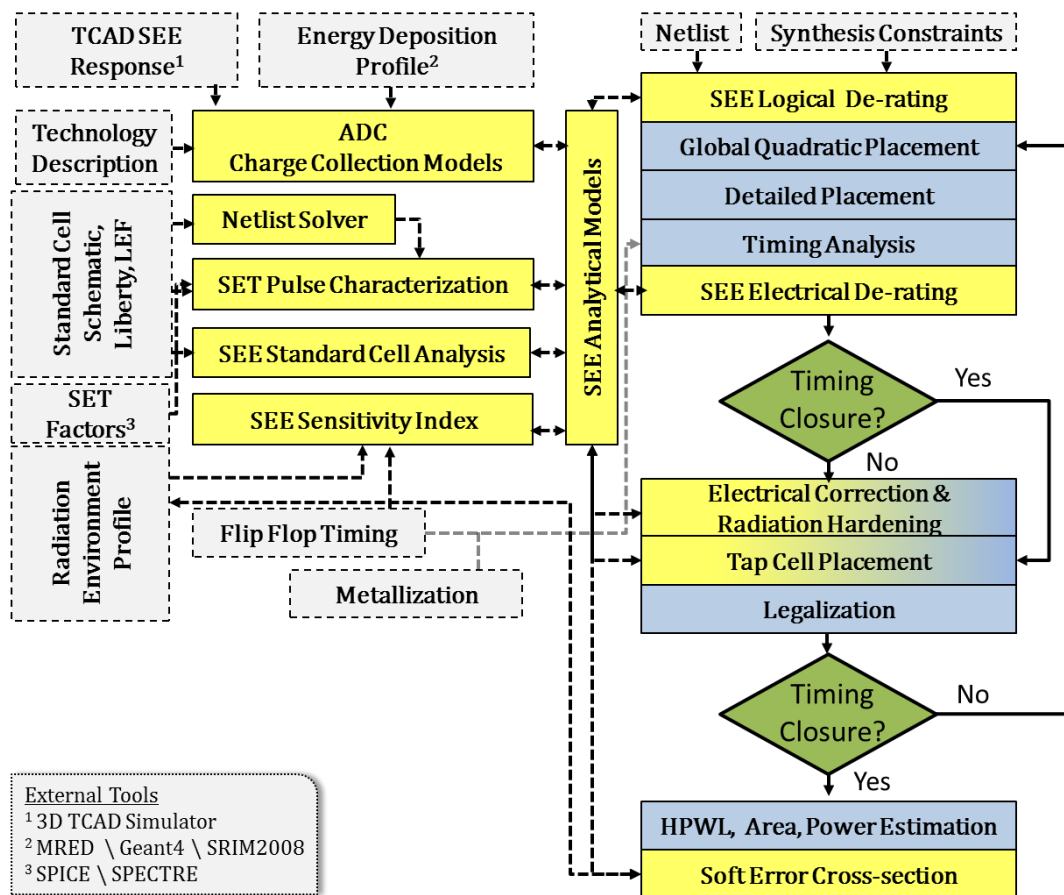 TCAD SEE
Response¹
Energy Deposition
Profile²
Netlist
Synthesis Constraints
Technology
Description
ADC
Charge Collection Models
Standard Cell
Schematic,
Liberty, LEF
Netlist Solver
SET Pulse Characterization
SEE Standard Cell Analysis
SEE Sensitivity Index
SET
Factors³
Radiation
Environment
Profile
Flip Flop Timing
Metallization
SEE Analytical Models
SEE Logical De-rating
Global Quadratic Placement
Detailed Placement
Timing Analysis
SEE Electrical De-rating
Timing
Closure?
Yes
No
Electrical Correction &
Radiation Hardening
Tap Cell Placement
Legalization
Timing
Closure?
No
Yes
HPWL, Area, Power Estimation
Soft Error Cross-section
External Tools
¹ 3D TCAD Simulator
² MRED \ Geant4 \ SRIM2008
³ SPICE \ SPECTRE